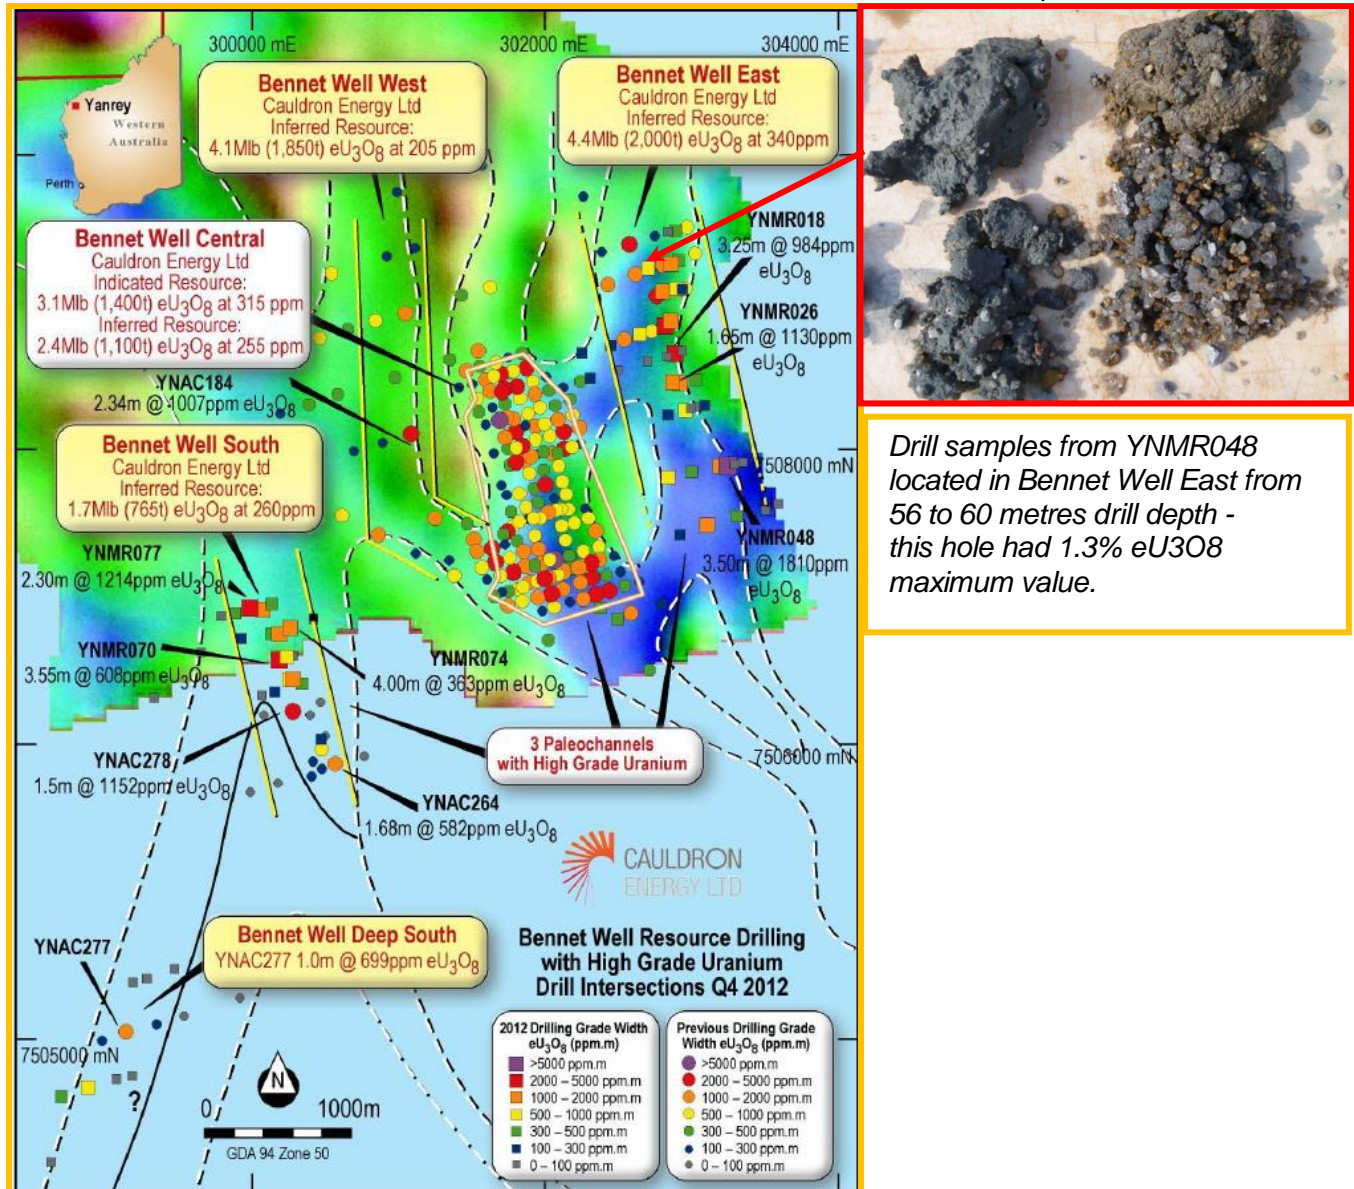 300000 mE
302000 mE
304000 mE
Yanrey
Western
Australia
Perth
Bennet Well West
Cauldron Energy Ltd
Inferred Resource:
4.1Mlb (1,850t) eU3O8 at 205 ppm
Bennet Well East
Cauldron Energy Ltd
Inferred Resource:
4.4Mlb (2,000t) eU3O8 at 340ppm
Bennet Well Central
Cauldron Energy Ltd
Indicated Resource:
3.1Mlb (1,400t) eU3O8 at 315 ppm
Inferred Resource:
2.4Mlb (1,100t) eU3O8 at 255 ppm
YNMR018
3.25m @ 984ppm
eU3O8
YNMR026
1.65m @ 1130ppm
eU3O8
YNAC184
2.34m @ 1007ppm eU3O8
Bennet Well South
Cauldron Energy Ltd
Inferred Resource:
1.7Mlb (765t) eU3O8 at 260ppm
7508000 mN
YNMR048
3.50m @ 1810ppm
eU3O8
YNMR077
2.30m @ 1214ppm eU3O8
YNMR070
3.55m @ 608ppm eU3O8
YNMR074
4.00m @ 363ppm eU3O8
3 Paleochannels
with High Grade Uranium
7506000 mN
YNAC278
1.5m @ 1152ppm eU3O8
YNAC264
1.68m @ 582ppm eU3O8
CAULDRON
ENERGY LTD
Bennet Well Deep South
YNAC277 1.0m @ 699ppm eU3O8
YNAC277
7505000 mN
?
N
0 1000m
GDA 94 Zone 50
Bennet Well Resource Drilling
with High Grade Uranium
Drill Intersections Q4 2012
2012 Drilling Grade Width
eU3O8 (ppm.m)
>5000 ppm.m
2000 – 5000 ppm.m
1000 – 2000 ppm.m
500 – 1000 ppm.m
300 – 500 ppm.m
100 – 300 ppm.m
0 – 100 ppm.m
Previous Drilling Grade
Width eU3O8 (ppm.m)
>5000 ppm.m
2000 – 5000 ppm.m
1000 – 2000 ppm.m
500 – 1000 ppm.m
300 – 500 ppm.m
100 – 300 ppm.m
0 – 100 ppm.m
Drill samples from YNMR048
located in Bennet Well East from
56 to 60 metres drill depth -
this hole had 1.3% eU3O8
maximum value.